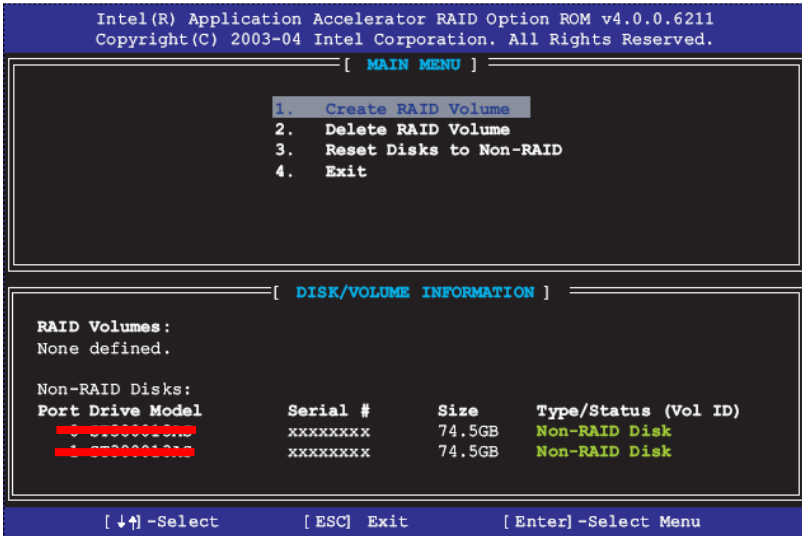 Intel(R) Application Accelerator RAID Option ROM v4.0.0.6211
Copyright(C) 2003-04 Intel Corporation. All Rights Reserved.
[ MAIN MENU ]
1. Create RAID Volume
2. Delete RAID Volume
3. Reset Disks to Non-RAID
4. Exit
[ DISK/VOLUME INFORMATION ]
RAID Volumes:
None defined.
Non-RAID Disks:
Port Drive Model Serial # Size Type/Status (Vol ID)
xxxxxxxx 74.5GB Non-RAID Disk
xxxxxxxx 74.5GB Non-RAID Disk
[↓↑]-Select [ESC] Exit [Enter]-Select Menu